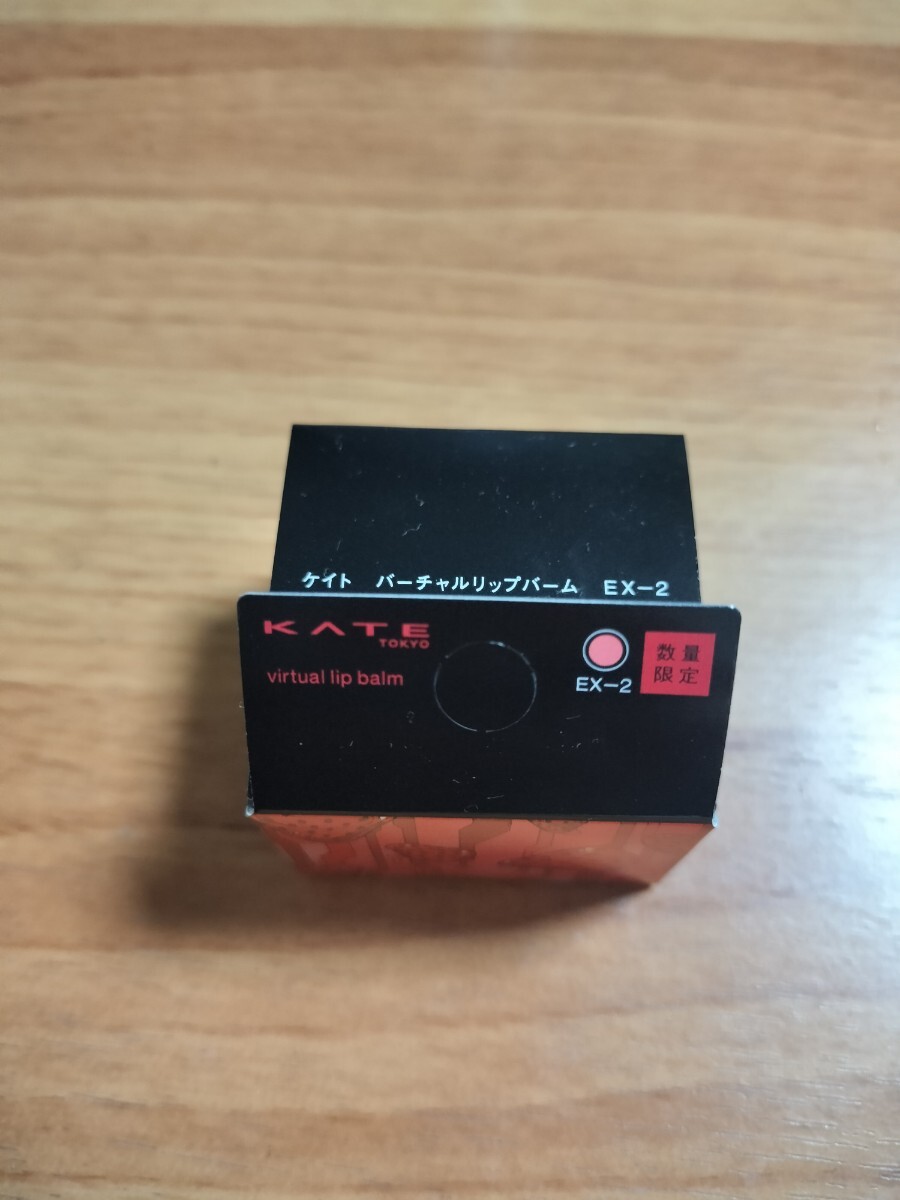 ケイト バーチャルリップバーム EX-2
KATE
TOKYO
virtual lip balm
EX-2
数量
限定